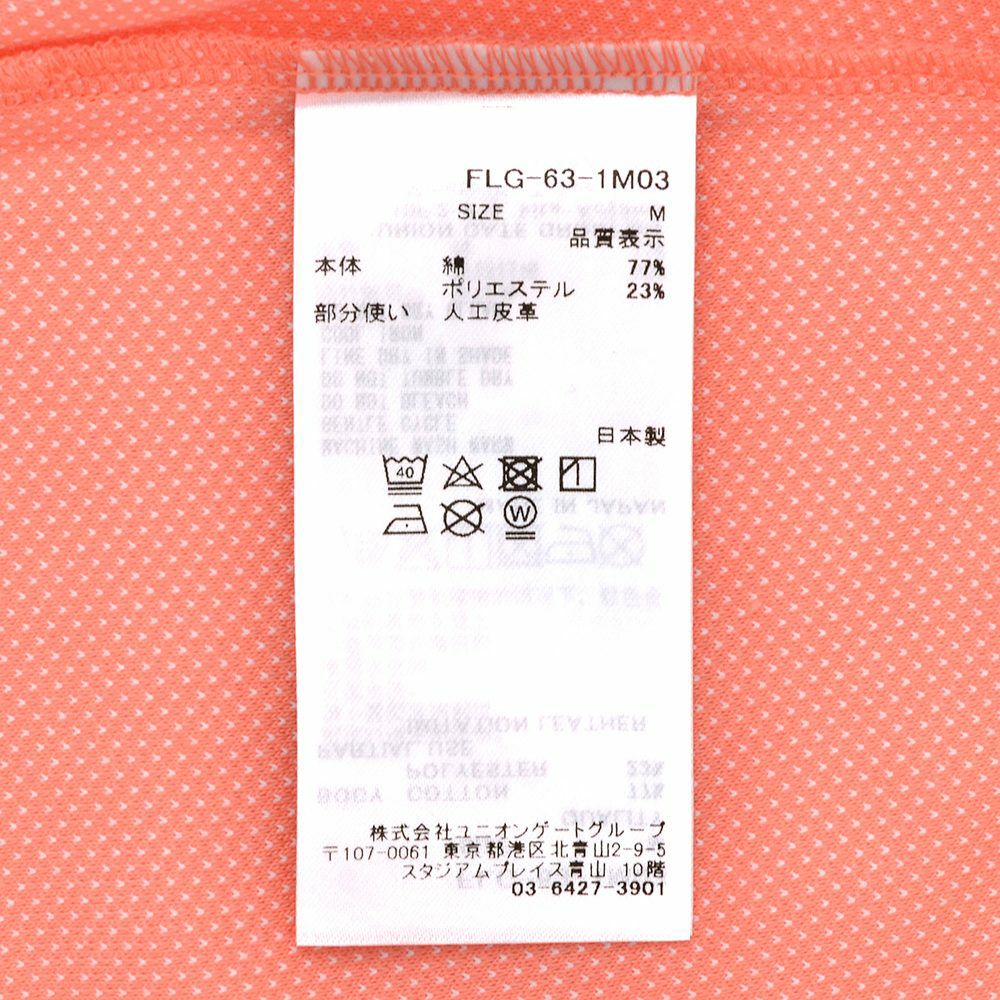 FLG-63-1M03
SIZE M
品質表示
本体 綿 77%
ポリエステル 23%
部分使い 人工皮革
日本製
40
W
株式会社ユニオンゲートグループ
〒107-0061 東京都港区北青山2-9-5
スタジアムプレイス青山 10階
03-6427-3901